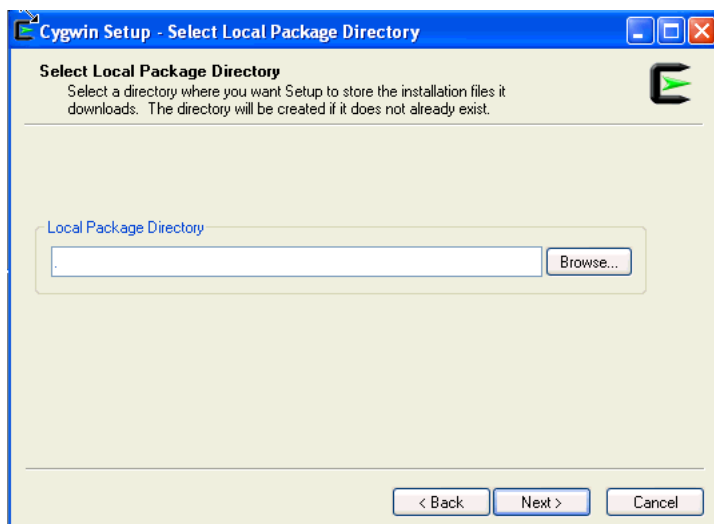 Cygwin Setup - Select Local Package Directory
Select Local Package Directory
Select a directory where you want Setup to store the installation files it
downloads. The directory will be created if it does not already exist.
Local Package Directory
.
Browse...
< Back
Next >
Cancel